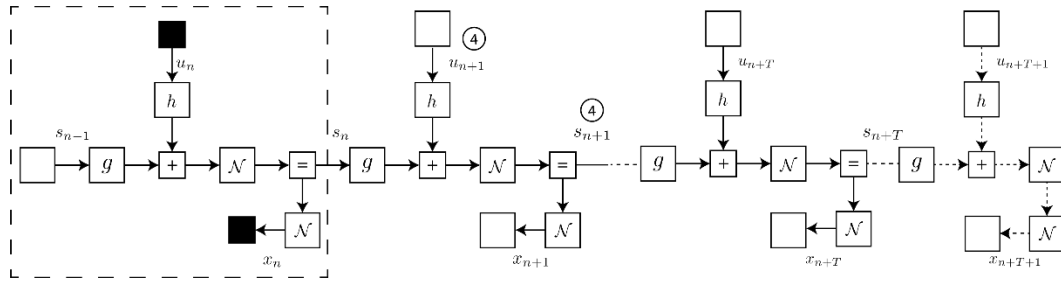 ④ ④
u_n u_{n+1} u_{n+T} u_{n+T+1}
h h h h
s_{n-1} s_n s_{n+1} s_{n+T}
g + 𝒩 = g + 𝒩 = g + 𝒩 = g + 𝒩
𝒩 𝒩 𝒩 𝒩
x_n x_{n+1} x_{n+T} x_{n+T+1}